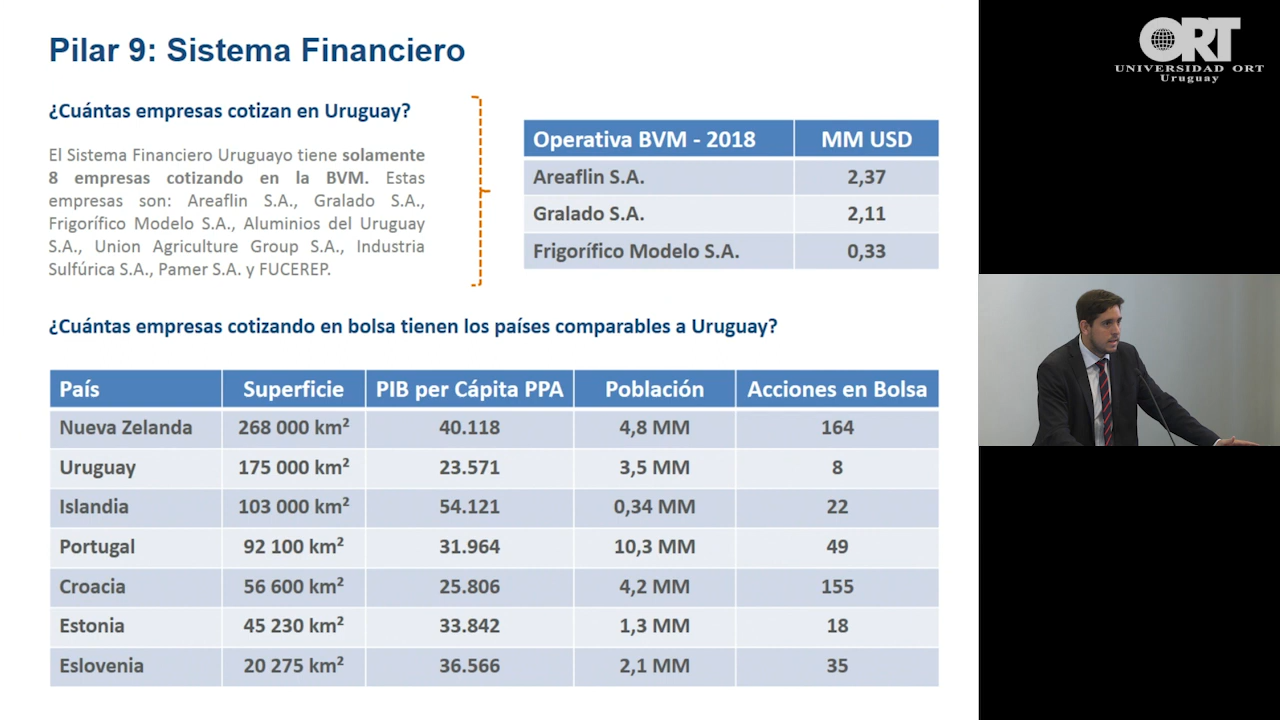 Pilar 9: Sistema Financiero
¿Cuántas empresas cotizan en Uruguay?
El Sistema Financiero Uruguayo tiene solamente
8 empresas cotizando en la BVM. Estas
empresas son: Areaflin S.A., Gralado S.A.,
Frigorífico Modelo S.A., Aluminios del Uruguay
S.A., Union Agriculture Group S.A., Industria
Sulfúrica S.A., Pamer S.A. y FUCEREP.
Operativa BVM - 2018 MM USD
Areaflin S.A. 2,37
Gralado S.A. 2,11
Frigorífico Modelo S.A. 0,33
¿Cuántas empresas cotizando en bolsa tienen los países comparables a Uruguay?
País Superficie PIB per Cápita PPA Población Acciones en Bolsa
Nueva Zelanda 268 000 km² 40.118 4,8 MM 164
Uruguay 175 000 km² 23.571 3,5 MM 8
Islandia 103 000 km² 54.121 0,34 MM 22
Portugal 92 100 km² 31.964 10,3 MM 49
Croacia 56 600 km² 25.806 4,2 MM 155
Estonia 45 230 km² 33.842 1,3 MM 18
Eslovenia 20 275 km² 36.566 2,1 MM 35
ORT
UNIVERSIDAD ORT
Uruguay